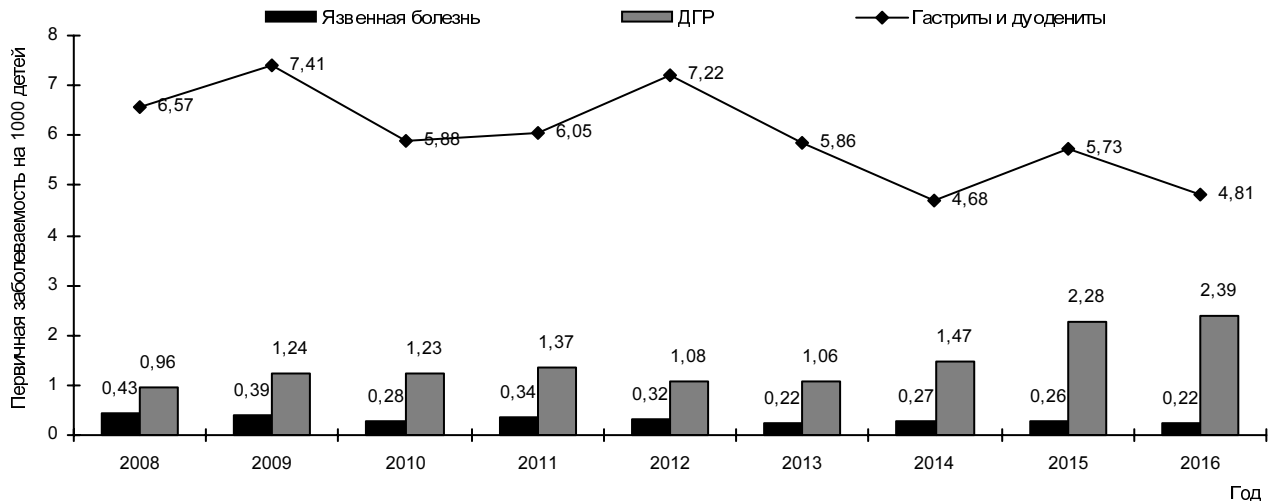 Язвенная болезнь ДГР Гастриты и дуодениты
Первичная заболеваемость на 1000 детей
8
7
6
5
4
3
2
1
0
6,57 7,41 5,88 6,05 7,22 5,86 4,68 5,73 4,81
0,96 1,24 1,23 1,37 1,08 1,06 1,47 2,28 2,39
0,43 0,39 0,28 0,34 0,32 0,22 0,27 0,26 0,22
2008 2009 2010 2011 2012 2013 2014 2015 2016
Год